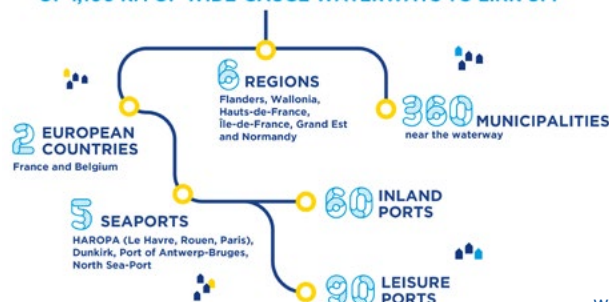 6 REGIONS
Flanders, Wallonia,
Hauts-de-France,
Île-de-France, Grand Est
and Normandy
360 MUNICIPALITIES
near the waterway
2 EUROPEAN
COUNTRIES
France and Belgium
60 INLAND
PORTS
5 SEAPORTS
HAROPA (Le Havre, Rouen, Paris),
Dunkirk, Port of Antwerp-Bruges,
North Sea-Port
90 LEISURE
PORTS